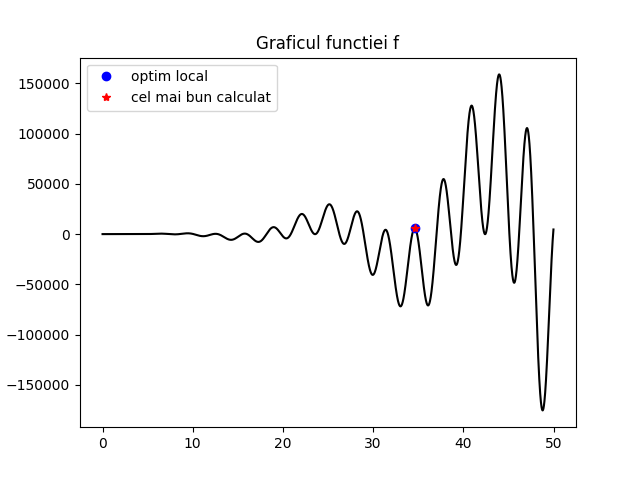 Graficul functiei f
optim local
cel mai bun calculat
150000
100000
50000
0
−50000
−100000
−150000
0 10 20 30 40 50